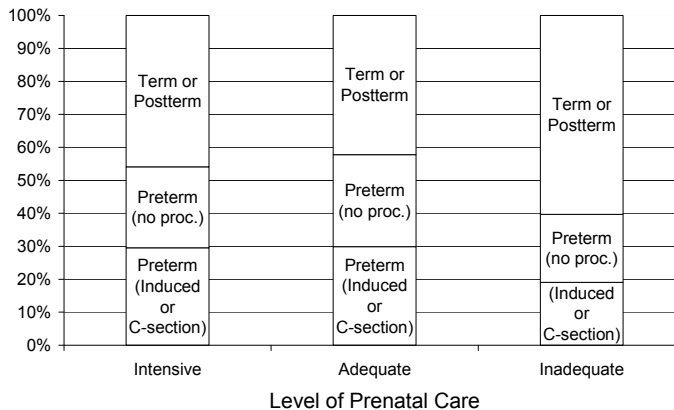 100%
90%
80%
70%
60%
50%
40%
30%
20%
10%
0%
Term or
Postterm
Preterm
(no proc.)
Preterm
(Induced
or
C-section)
Term or
Postterm
Preterm
(no proc.)
Preterm
(Induced
or
C-section)
Term or
Postterm
Preterm
(no proc.)
(Induced
or
C-section)
Intensive
Adequate
Inadequate
Level of Prenatal Care